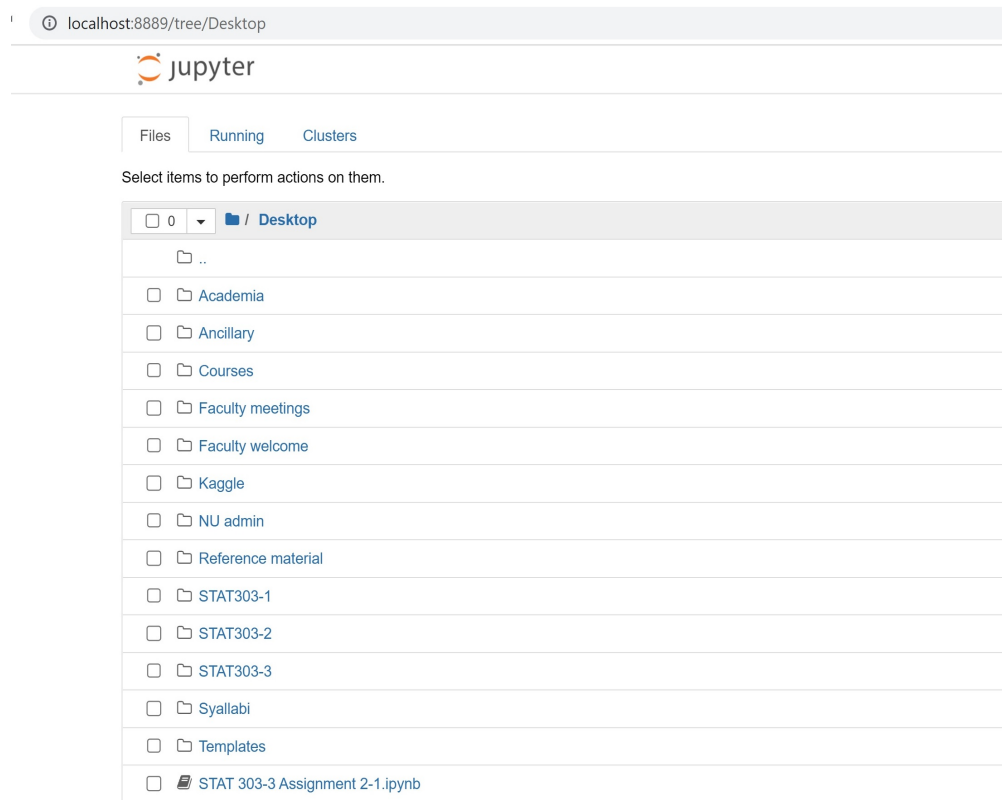 localhost:8889/tree/Desktop
jupyter
Files Running Clusters
Select items to perform actions on them.
0 / Desktop
..
Academia
Ancillary
Courses
Faculty meetings
Faculty welcome
Kaggle
NU admin
Reference material
STAT303-1
STAT303-2
STAT303-3
Syallabi
Templates
STAT 303-3 Assignment 2-1.ipynb